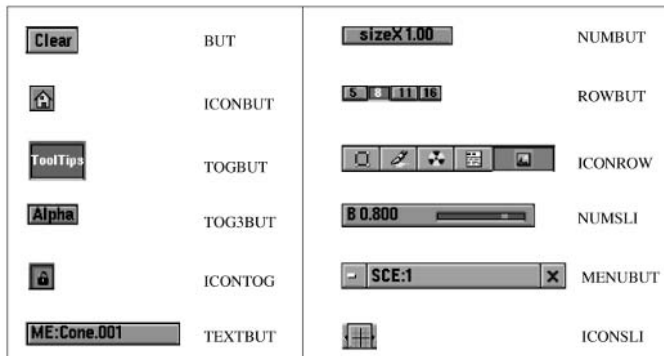 Clear BUT
ICONBUT
ToolTips TOGBUT
Alpha TOG3BUT
ICONTOG
ME:Cone.001 TEXTBUT
sizeX 1.00 NUMBUT
5 8 11 16 ROWBUT
ICONROW
B 0.800 NUMSLI
SCE:1 X MENUBUT
ICONSLI